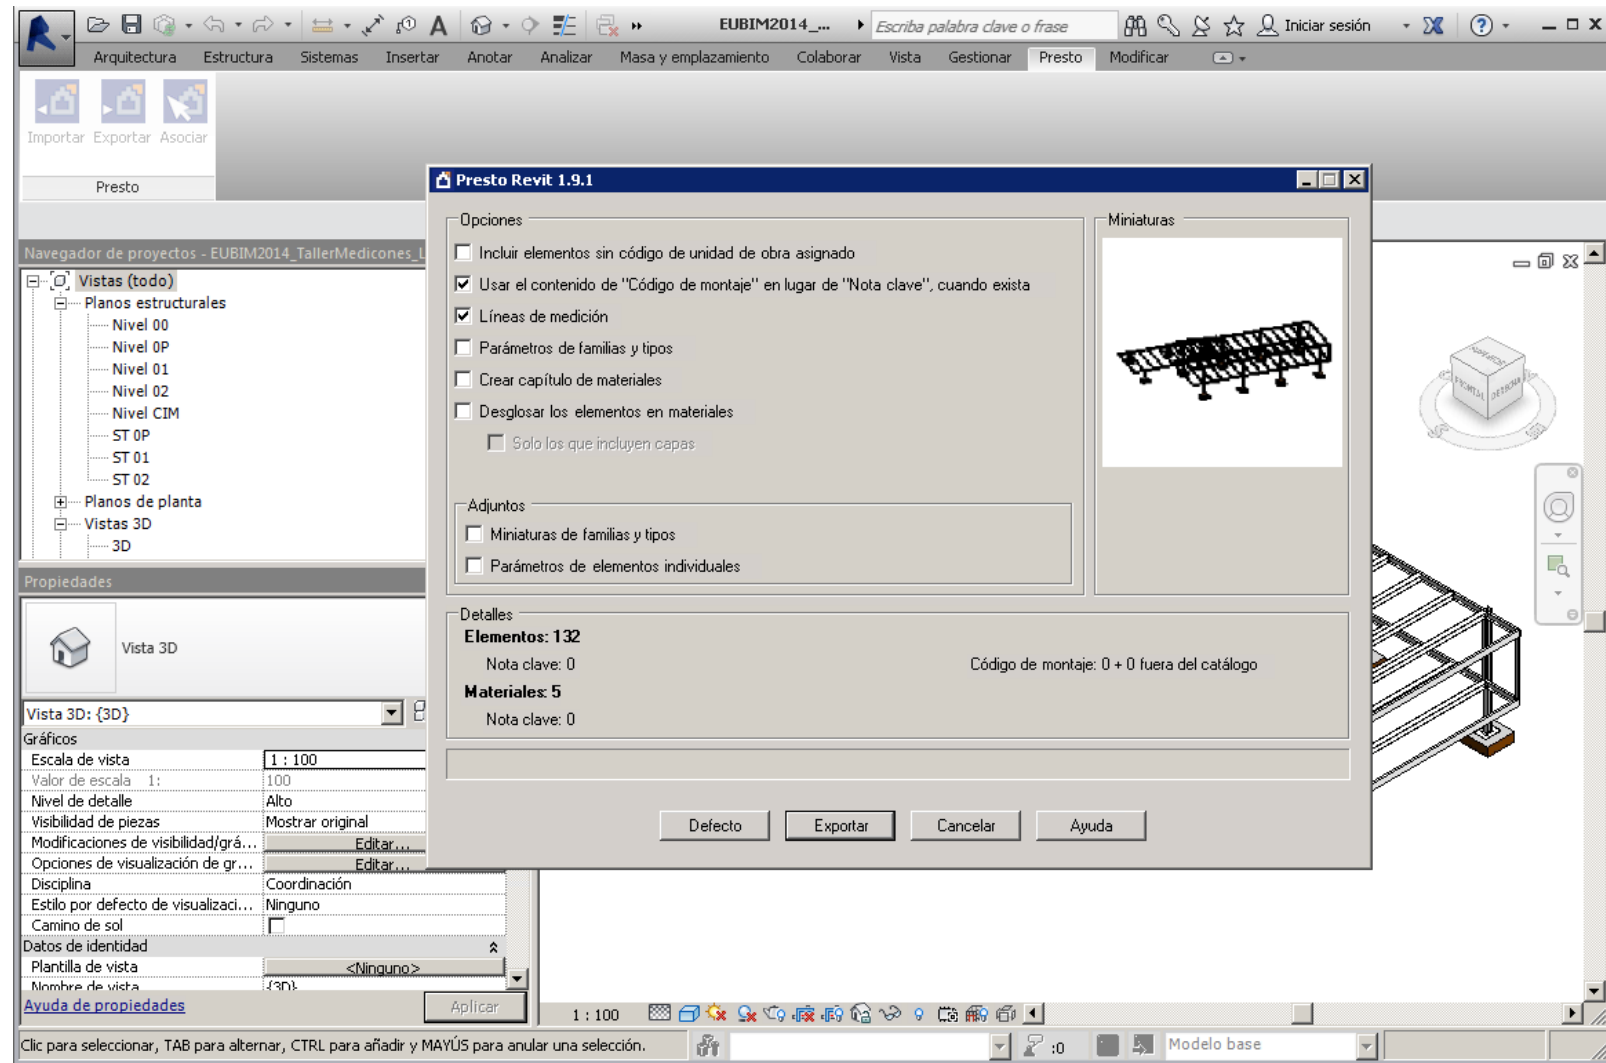 EUBIM2014_...
Escriba palabra clave o frase
Iniciar sesión
Arquitectura Estructura Sistemas Insertar Anotar Analizar Masa y emplazamiento Colaborar Vista Gestionar Presto Modificar
Importar Exportar Asociar
Presto
Presto Revit 1.9.1
Navegador de proyectos - EUBIM2014_TallerMedicones_L
Vistas (todo)
Planos estructurales
Nivel 00
Nivel 0P
Nivel 01
Nivel 02
Nivel CIM
ST 0P
ST 01
ST 02
Planos de planta
Vistas 3D
3D
Opciones
Incluir elementos sin código de unidad de obra asignado
Usar el contenido de "Código de montaje" en lugar de "Nota clave", cuando exista
Líneas de medición
Parámetros de familias y tipos
Crear capítulo de materiales
Desglosar los elementos en materiales
Solo los que incluyen capas
Adjuntos
Miniaturas de familias y tipos
Parámetros de elementos individuales
Miniaturas
FRONTAL
Detalles
Elementos: 132
Nota clave: 0
Código de montaje: 0 + 0 fuera del catálogo
Materiales: 5
Nota clave: 0
Defecto
Exportar
Cancelar
Ayuda
Propiedades
Vista 3D
Vista 3D: {3D}
Gráficos
Escala de vista 1 : 100
Valor de escala 1: 100
Nivel de detalle Alto
Visibilidad de piezas Mostrar original
Modificaciones de visibilidad/grá... Editar...
Opciones de visualización de gr... Editar...
Disciplina Coordinación
Estilo por defecto de visualizaci... Ninguno
Camino de sol
Datos de identidad
Plantilla de vista <Ninguno>
Nombre de vista {3D}
Ayuda de propiedades
Aplicar
1 : 100
Clic para seleccionar, TAB para alternar, CTRL para añadir y MAYÚS para anular una selección.
:0
Modelo base